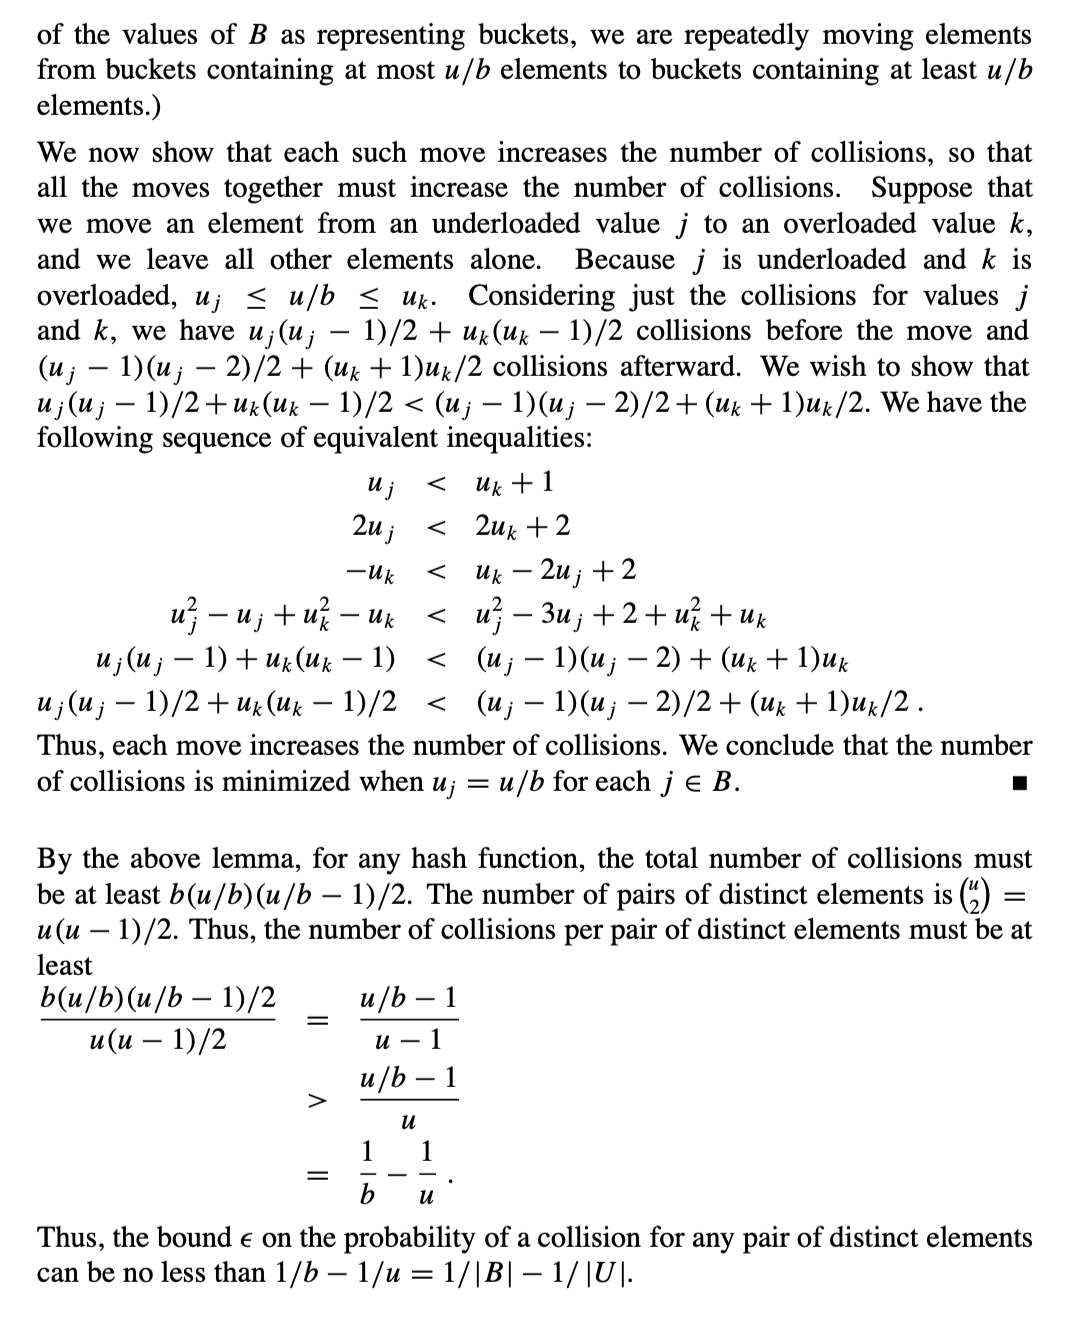 of the values of B as representing buckets, we are repeatedly moving elements
from buckets containing at most u/b elements to buckets containing at least u/b
elements.)
We now show that each such move increases the number of collisions, so that
all the moves together must increase the number of collisions. Suppose that
we move an element from an underloaded value j to an overloaded value k,
and we leave all other elements alone. Because j is underloaded and k is
overloaded, u_j ≤ u/b ≤ u_k. Considering just the collisions for values j
and k, we have u_j(u_j − 1)/2 + u_k(u_k − 1)/2 collisions before the move and
(u_j − 1)(u_j − 2)/2 + (u_k + 1)u_k/2 collisions afterward. We wish to show that
u_j(u_j − 1)/2 + u_k(u_k − 1)/2 < (u_j − 1)(u_j − 2)/2 + (u_k + 1)u_k/2. We have the
following sequence of equivalent inequalities:
u_j < u_k + 1
2u_j < 2u_k + 2
−u_k < u_k − 2u_j + 2
u_j^2 − u_j + u_k^2 − u_k < u_j^2 − 3u_j + 2 + u_k^2 + u_k
u_j(u_j − 1) + u_k(u_k − 1) < (u_j − 1)(u_j − 2) + (u_k + 1)u_k
u_j(u_j − 1)/2 + u_k(u_k − 1)/2 < (u_j − 1)(u_j − 2)/2 + (u_k + 1)u_k/2 .
Thus, each move increases the number of collisions. We conclude that the number
of collisions is minimized when u_j = u/b for each j ∈ B. ■
By the above lemma, for any hash function, the total number of collisions must
be at least b(u/b)(u/b − 1)/2. The number of pairs of distinct elements is \binom{u}{2} =
u(u − 1)/2. Thus, the number of collisions per pair of distinct elements must be at
least
\frac{b(u/b)(u/b − 1)/2}{u(u − 1)/2} = \frac{u/b − 1}{u − 1}
> \frac{u/b − 1}{u}
= \frac{1}{b} − \frac{1}{u} .
Thus, the bound ϵ on the probability of a collision for any pair of distinct elements
can be no less than 1/b − 1/u = 1/|B| − 1/|U|.